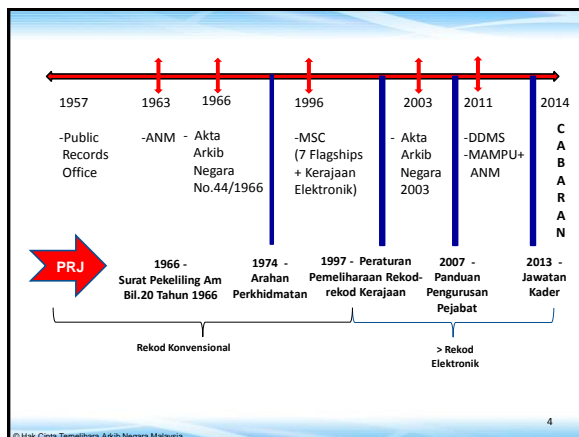 1957
-Public
Records
Office
1963
-ANM
1966
- Akta
Arkib
Negara
No.44/1966
1996
-MSC
(7 Flagships
+ Kerajaan
Elektronik)
2003
- Akta
Arkib
Negara
2003
2011
-DDMS
-MAMPU+
ANM
2014
C
A
B
A
R
A
N
PRJ
1966 -
Surat Pekeliling Am
Bil.20 Tahun 1966
1974 -
Arahan
Perkhidmatan
1997 - Peraturan
Pemeliharaan Rekod-
rekod Kerajaan
2007 -
Panduan
Pengurusan
Pejabat
2013 -
Jawatan
Kader
Rekod Konvensional
> Rekod
Elektronik
4
© Hak Cipta Terpelihara Arkib Negara Malaysia